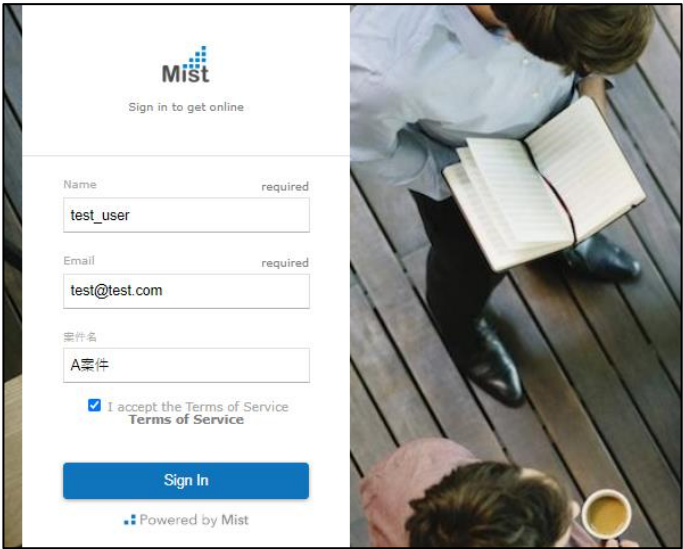 Mist
Sign in to get online
Name required
test_user
Email required
test@test.com
案件名
A案件
I accept the Terms of Service
Terms of Service
Sign In
Powered by Mist